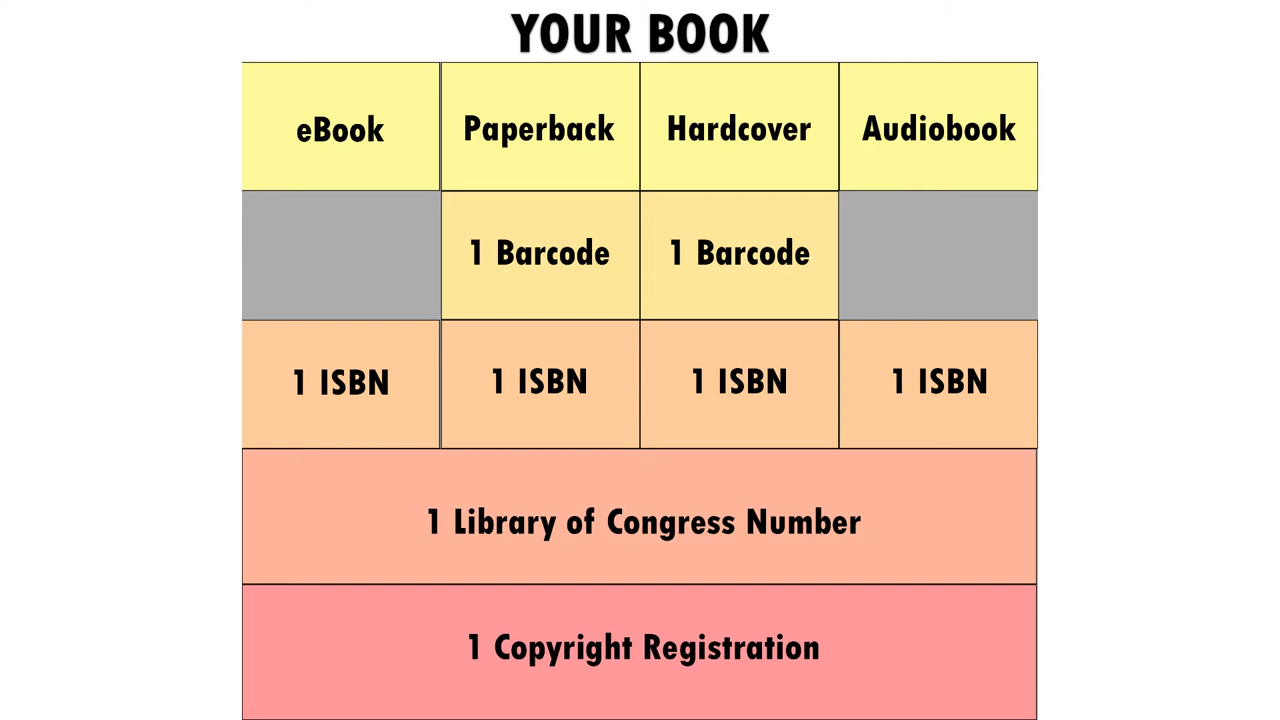 YOUR BOOK
eBook Paperback Hardcover Audiobook
1 Barcode 1 Barcode
1 ISBN 1 ISBN 1 ISBN 1 ISBN
1 Library of Congress Number
1 Copyright Registration